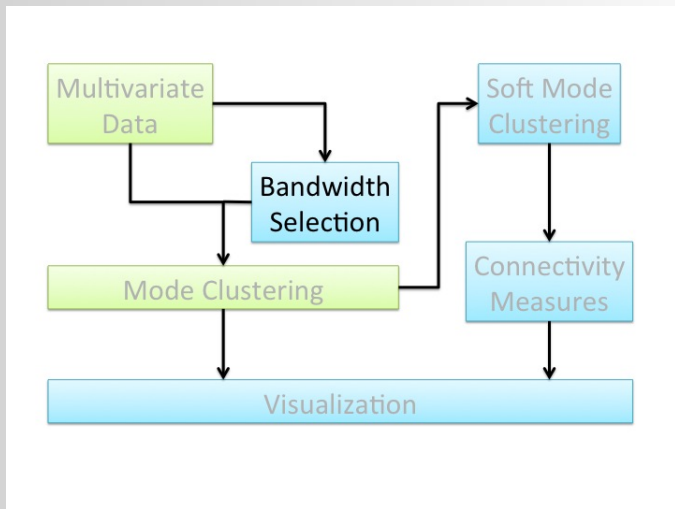 Multivariate
Data
Soft Mode
Clustering
Bandwidth
Selection
Mode Clustering
Connectivity
Measures
Visualization